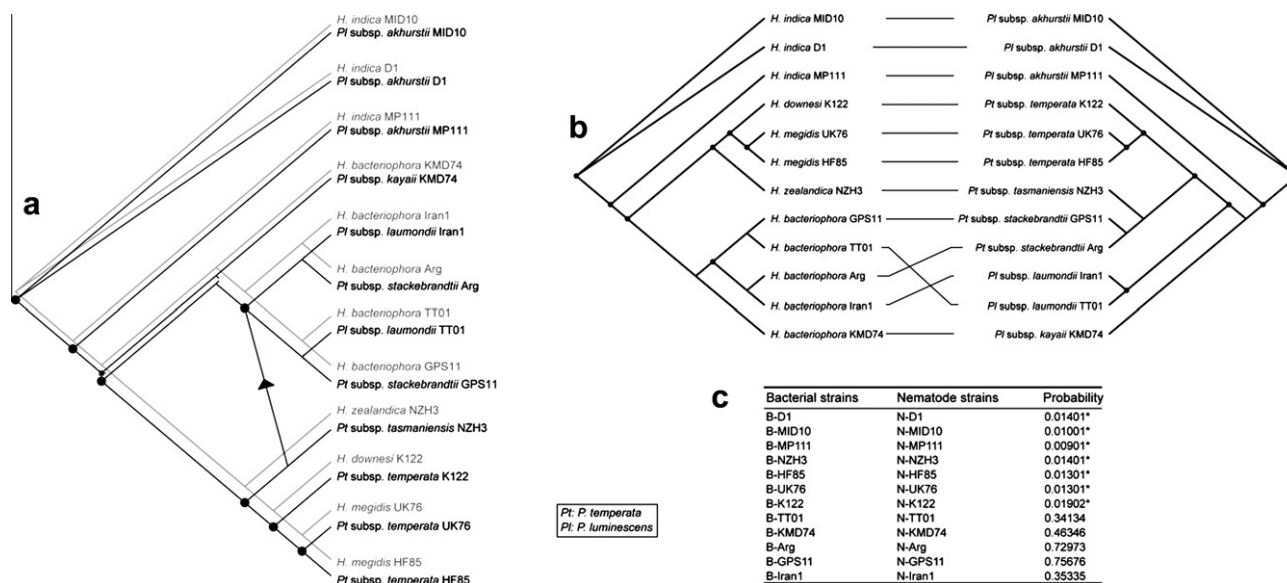 a
H. indica MID10
Pl subsp. akhurstii MID10
H. indica D1
Pl subsp. akhurstii D1
H. indica MP111
Pl subsp. akhurstii MP111
H. bacteriophora KMD74
Pl subsp. kayaii KMD74
H. bacteriophora Iran1
Pl subsp. laumondii Iran1
H. bacteriophora Arg
Pt subsp. stackebrandtii Arg
H. bacteriophora TT01
Pl subsp. laumondii TT01
H. bacteriophora GPS11
Pt subsp. stackebrandtii GPS11
H. zealandica NZH3
Pt subsp. tasmaniensis NZH3
H. downesi K122
Pt subsp. temperata K122
H. megidis UK76
Pt subsp. temperata UK76
H. megidis HF85
Pt subsp. temperata HF85
b
H. indica MID10 Pl subsp. akhurstii MID10
H. indica D1 Pl subsp. akhurstii D1
H. indica MP111 Pl subsp. akhurstii MP111
H. downesi K122 Pt subsp. temperata K122
H. megidis UK76 Pt subsp. temperata UK76
H. megidis HF85 Pt subsp. temperata HF85
H. zealandica NZH3 Pt subsp. tasmaniensis NZH3
H. bacteriophora GPS11 Pt subsp. stackebrandtii GPS11
H. bacteriophora TT01 Pt subsp. stackebrandtii Arg
H. bacteriophora Arg Pl subsp. laumondii Iran1
H. bacteriophora Iran1 Pl subsp. laumondii TT01
H. bacteriophora KMD74 Pl subsp. kayaii KMD74
Pt: P. temperata
Pl: P. luminescens
c
Bacterial strains Nematode strains Probability
B-D1 N-D1 0.01401*
B-MID10 N-MID10 0.01001*
B-MP111 N-MP111 0.00901*
B-NZH3 N-NZH3 0.01401*
B-HF85 N-HF85 0.01301*
B-UK76 N-UK76 0.01301*
B-K122 N-K122 0.01902*
B-TT01 N-TT01 0.34134
B-KMD74 N-KMD74 0.46346
B-Arg N-Arg 0.72973
B-GPS11 N-GPS11 0.75676
B-Iran1 N-Iran1 0.35335